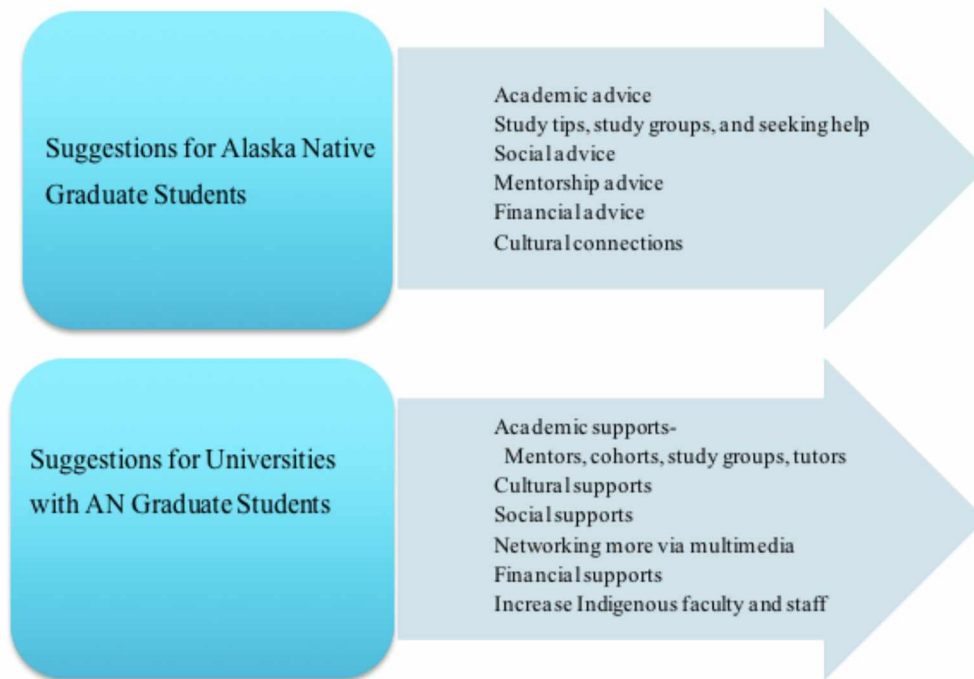 Suggestions for Alaska Native
Graduate Students
Academic advice
Study tips, study groups, and seeking help
Social advice
Mentorship advice
Financial advice
Cultural connections
Suggestions for Universities
with AN Graduate Students
Academic supports-
Mentors, cohorts, study groups, tutors
Cultural supports
Social supports
Networking more via multimedia
Financial supports
Increase Indigenous faculty and staff